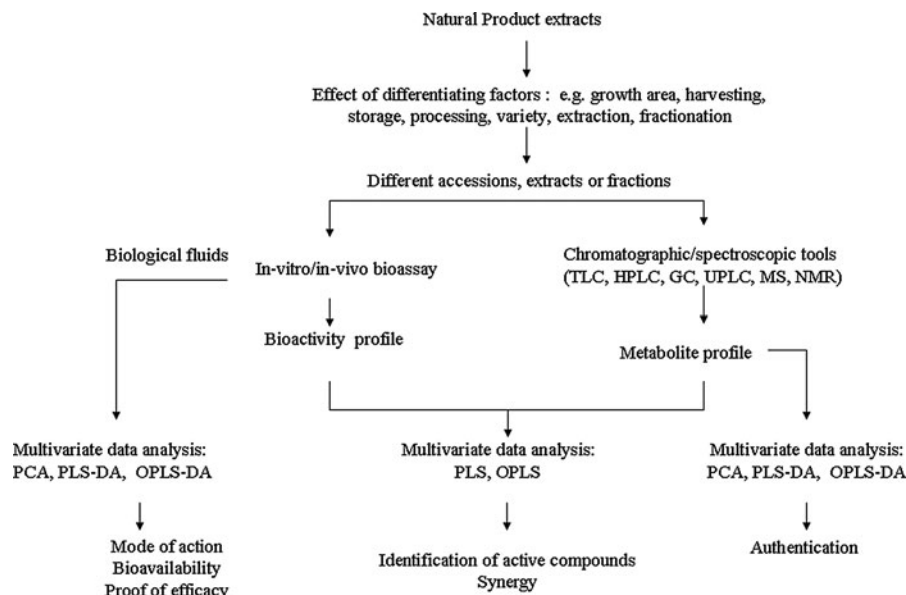 Natural Product extracts
Effect of differentiating factors : e.g. growth area, harvesting,
storage, processing, variety, extraction, fractionation
Different accessions, extracts or fractions
Biological fluids
In-vitro/in-vivo bioassay
Chromatographic/spectroscopic tools
(TLC, HPLC, GC, UPLC, MS, NMR)
Bioactivity profile
Metabolite profile
Multivariate data analysis:
PCA, PLS-DA, OPLS-DA
Multivariate data analysis:
PLS, OPLS
Multivariate data analysis:
PCA, PLS-DA, OPLS-DA
Mode of action
Bioavailability
Proof of efficacy
Identification of active compounds
Synergy
Authentication